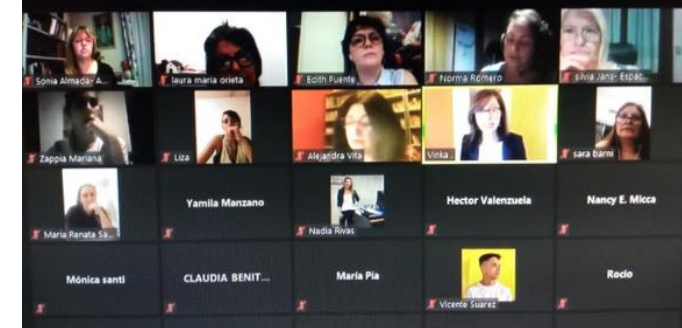 Sonia Almada- A...
laura maria orieta
Edith Puente
Norma Romero
silvia Jans- Espac...
Zappia Mariana
Liza
Alejandra Vita
Vinka .
sara barni
Maria Renata Sa...
Yamila Manzano
Nadia Rivas
Hector Valenzuela
Nancy E. Micca
Mónica santi
CLAUDIA BENIT...
María Pía
Vicente Suarez
Rocío